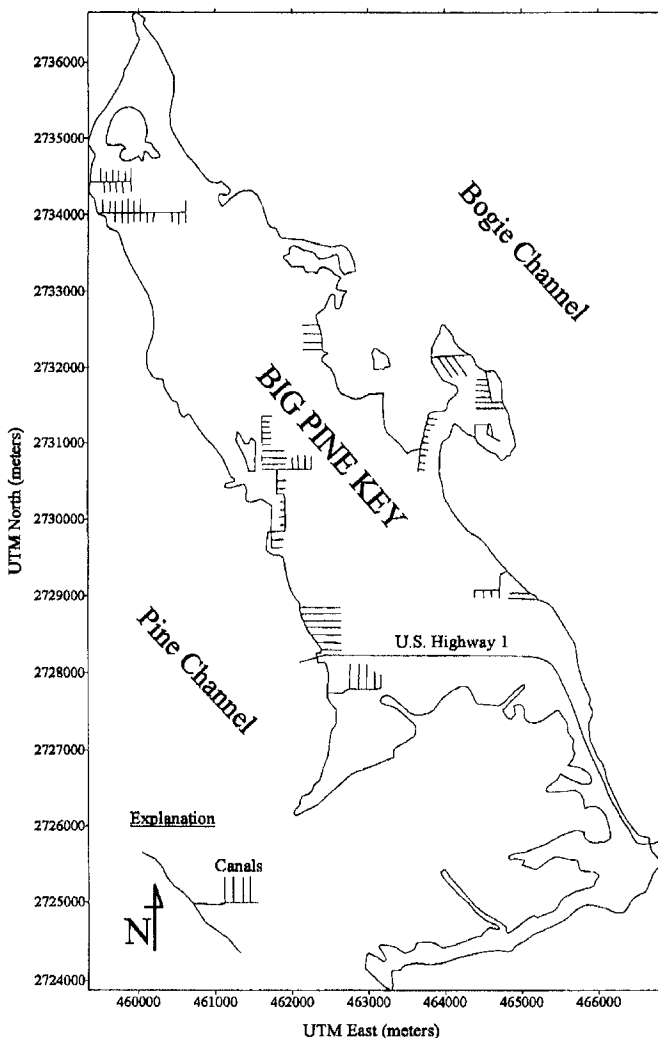 2736000
2735000
2734000
2733000
2732000
2731000
2730000
2729000
2728000
2727000
2726000
2725000
2724000
UTM North (meters)
Bogie Channel
BIG PINE KEY
Pine Channel
U.S. Highway 1
Explanation
Canals
N
460000 461000 462000 463000 464000 465000 466000
UTM East (meters)